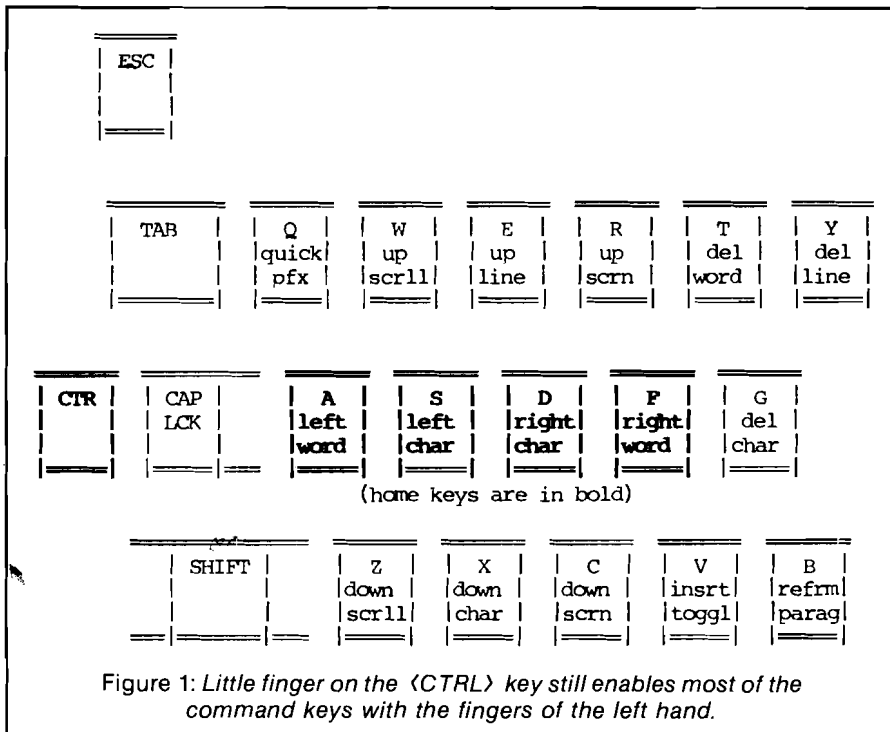 ESC
TAB Q W E R T Y
quick up up up del del
pfx scrll line scrn word line
CTR CAP A S D F G
LCK left left right right del
word char char word char
(home keys are in bold)
SHIFT Z X C V B
down down down insrt refrm
scrll char scrn toggl parag
Figure 1: Little finger on the <CTRL> key still enables most of the
command keys with the fingers of the left hand.